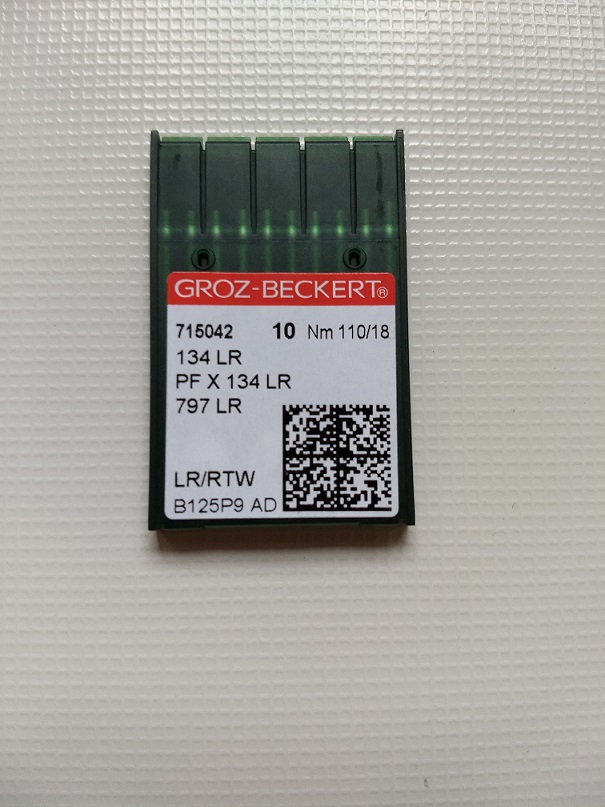 GROZ-BECKERT®
715042 10 Nm 110/18
134 LR
PF X 134 LR
797 LR
LR/RTW
B125P9 AD